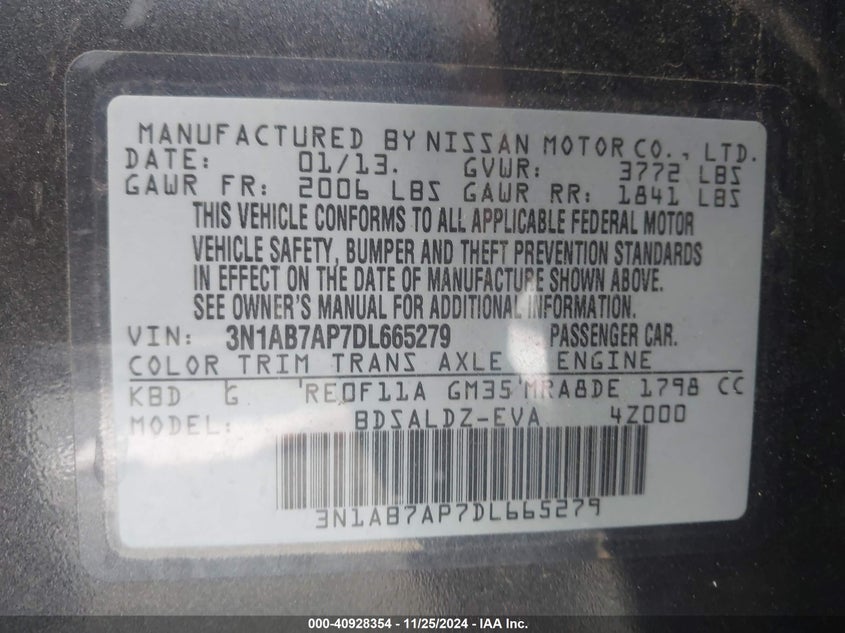 MANUFACTURED BY NISSAN MOTOR CO., LTD.
DATE: 01/13. GVWR: 3772 LBS
GAWR FR: 2006 LBS GAWR RR: 1841 LBS
THIS VEHICLE CONFORMS TO ALL APPLICABLE FEDERAL MOTOR
VEHICLE SAFETY, BUMPER AND THEFT PREVENTION STANDARDS
IN EFFECT ON THE DATE OF MANUFACTURE SHOWN ABOVE.
SEE OWNER'S MANUAL FOR ADDITIONAL INFORMATION.
VIN: 3N1AB7AP7DL665279 PASSENGER CAR.
COLOR TRIM TRANS AXLE ENGINE
KBD G 'RE0F11A GM35'MRA8DE 1798 CC
MODEL: BDSALDZ-EVA 4Z000
3N1AB7AP7DL665279
000-40928354 - 11/25/2024 - IAA Inc.